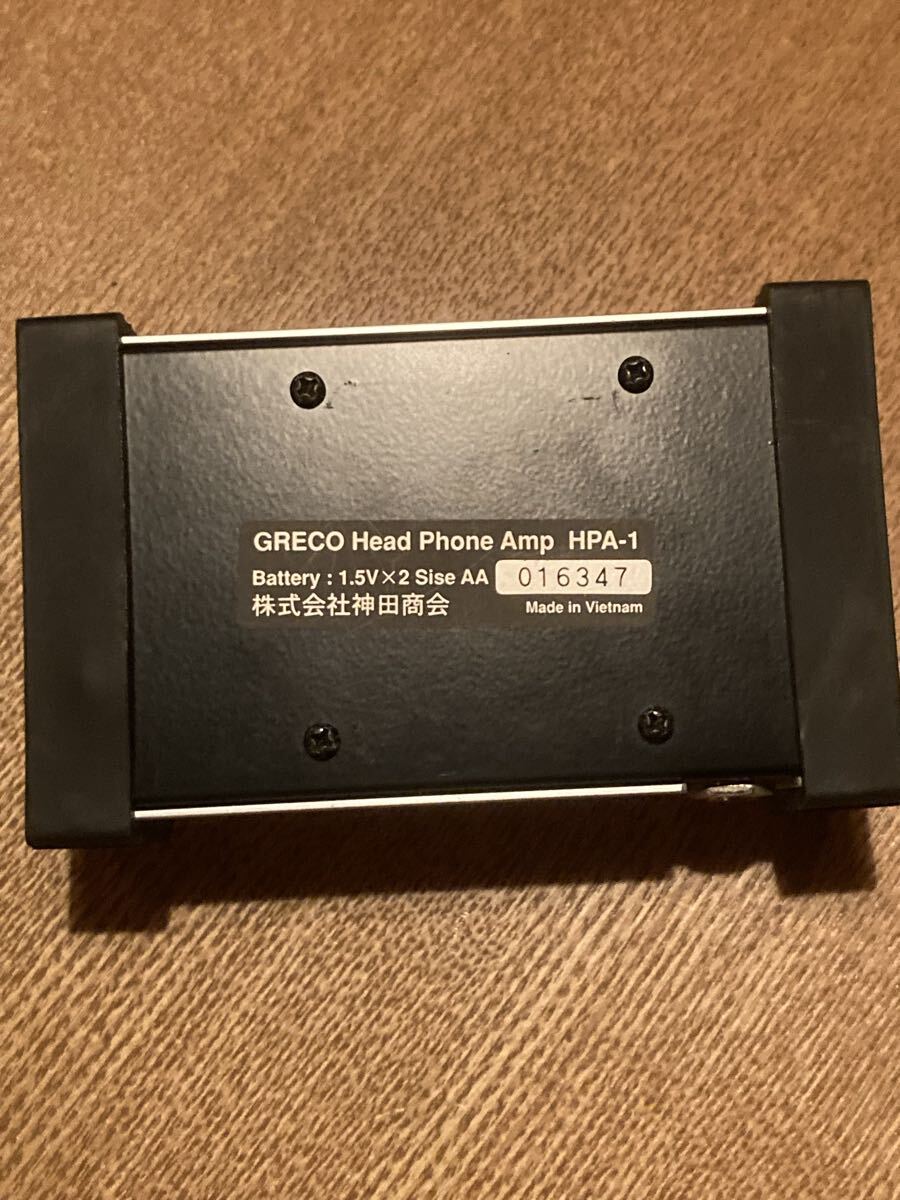 GRECO Head Phone Amp HPA-1
Battery : 1.5V×2 Sise AA 016347
株式会社神田商会 Made in Vietnam